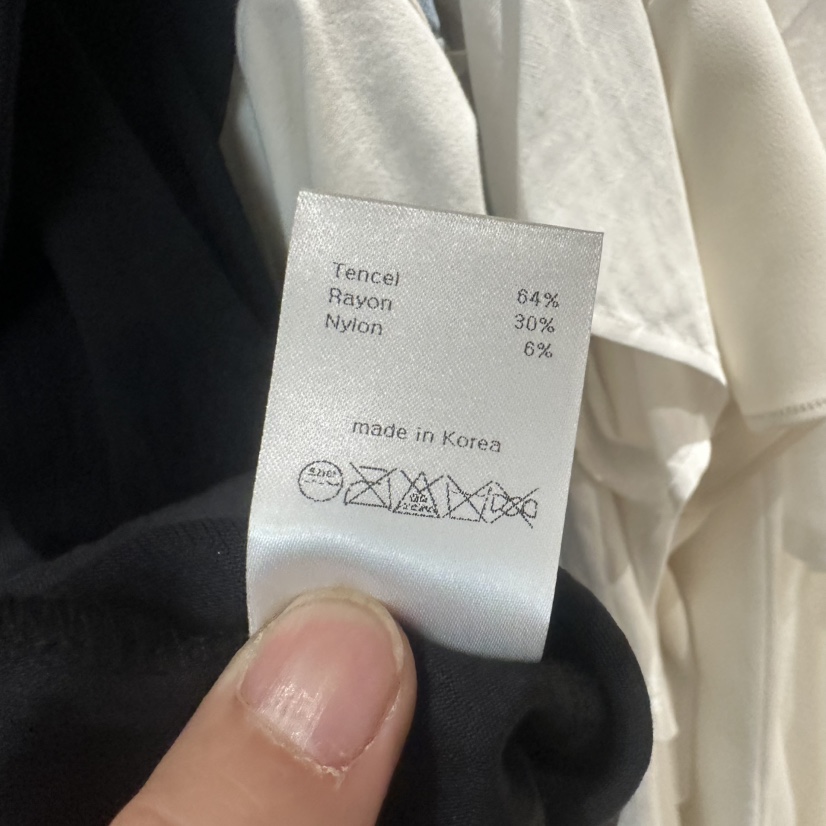 Tencel 64%
Rayon 30%
Nylon 6%
made in Korea